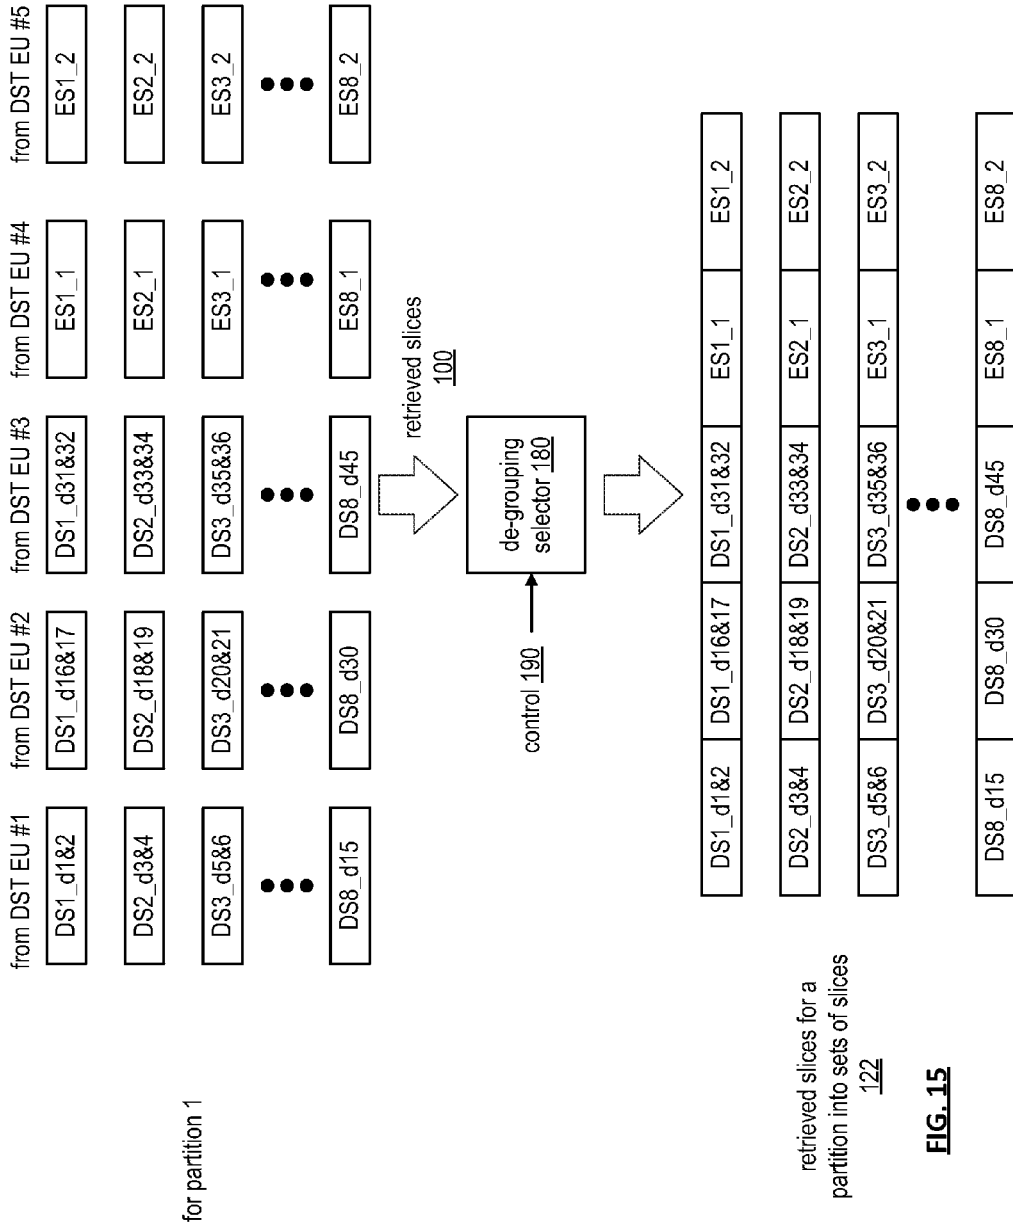 from DST EU #1
from DST EU #2
from DST EU #3
from DST EU #4
from DST EU #5
DS1_d1&2
DS1_d16&17
DS1_d31&32
ES1_1
ES1_2
DS2_d3&4
DS2_d18&19
DS2_d33&34
ES2_1
ES2_2
for partition 1
DS3_d5&6
DS3_d20&21
DS3_d35&36
ES3_1
ES3_2
DS8_d15
DS8_d30
DS8_d45
ES8_1
ES8_2
retrieved slices
100
control 190
de-grouping
selector 180
DS1_d1&2
DS1_d16&17
DS1_d31&32
ES1_1
ES1_2
DS2_d3&4
DS2_d18&19
DS2_d33&34
ES2_1
ES2_2
retrieved slices for a
partition into sets of slices
122
DS3_d5&6
DS3_d20&21
DS3_d35&36
ES3_1
ES3_2
DS8_d15
DS8_d30
DS8_d45
ES8_1
ES8_2
FIG. 15